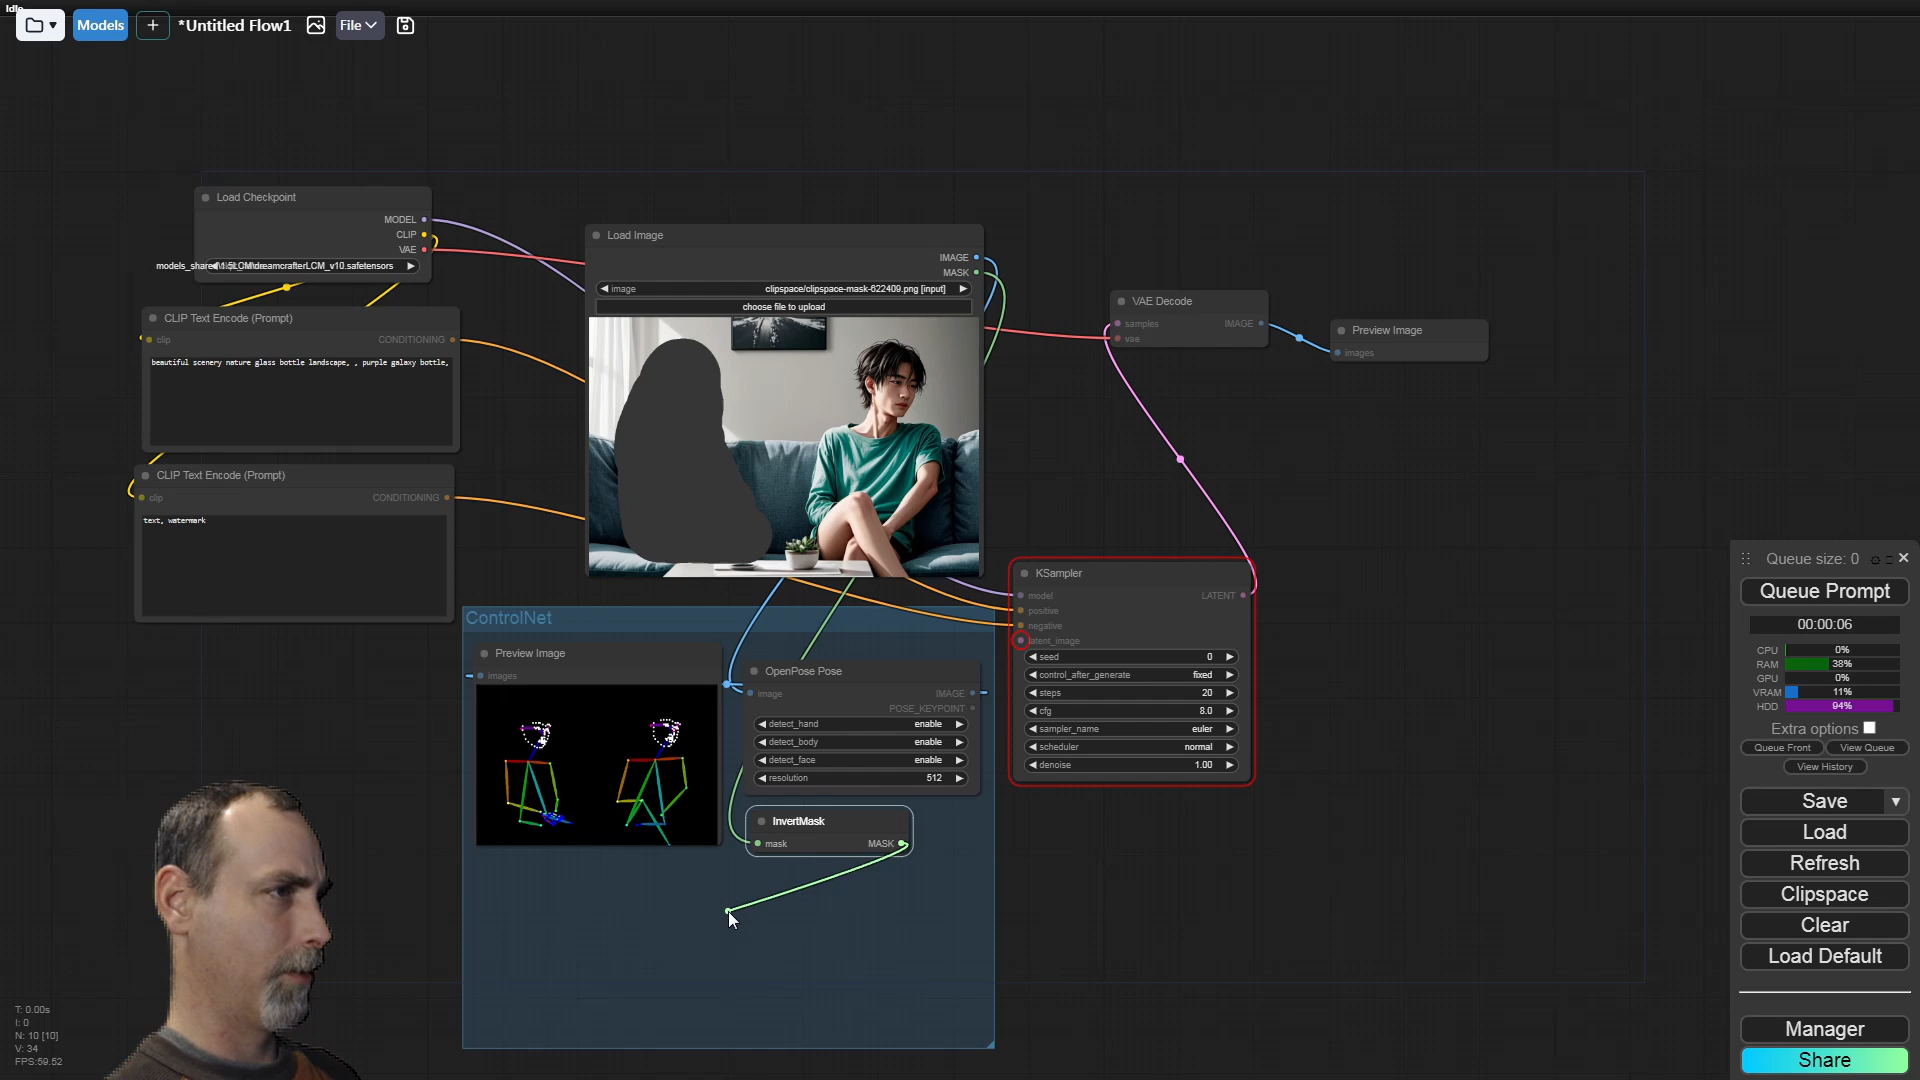 Idle
Models
+
*Untitled Flow1
File
Load Checkpoint
MODEL
CLIP
VAE
dreamcrafterLCM_v10.safetensors
CLIP Text Encode (Prompt)
clip
CONDITIONING
beautiful scenery nature glass bottle landscape, , purple galaxy bottle,
CLIP Text Encode (Prompt)
clip
CONDITIONING
text, watermark
Load Image
IMAGE
MASK
image
clipspace/clipspace-mask-622409.png [input]
choose file to upload
VAE Decode
samples
IMAGE
vae
Preview Image
images
ControlNet
Preview Image
images
OpenPose Pose
image
IMAGE
POSE_KEYPOINT
detect_hand
enable
detect_body
enable
detect_face
enable
resolution
512
InvertMask
mask
MASK
KSampler
model
LATENT
positive
negative
latent_image
seed
0
control_after_generate
fixed
steps
20
cfg
8.0
sampler_name
euler
scheduler
normal
denoise
1.00
Queue size: 0
Queue Prompt
00:00:06
CPU
0%
RAM
38%
GPU
0%
VRAM
11%
HDD
94%
Extra options
Queue Front
View Queue
View History
Save
Load
Refresh
Clipspace
Clear
Load Default
Manager
Share
T: 0.00s
I: 0
N: 10 [10]
V: 34
FPS:59.52